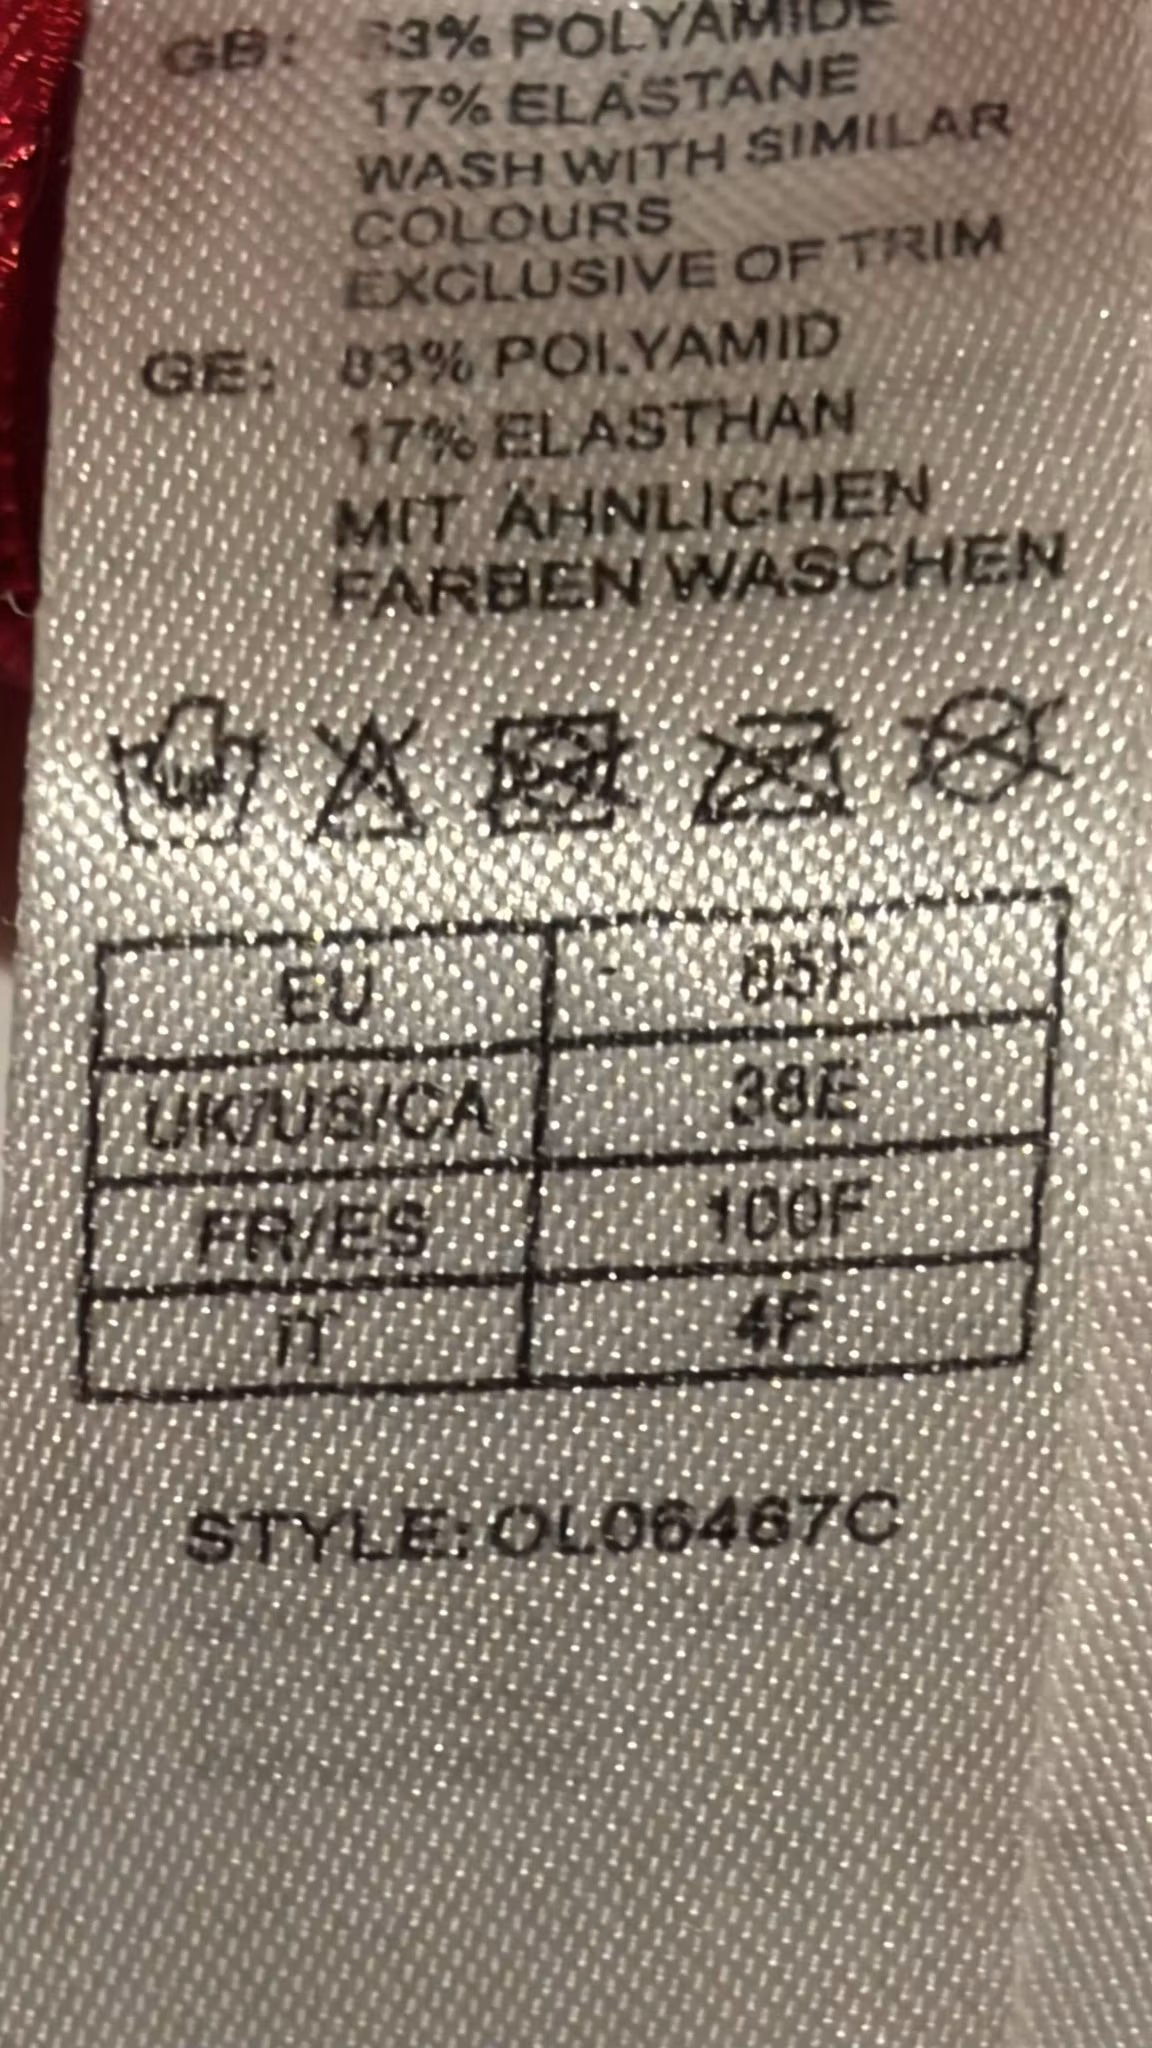 GB: 83% POLYAMIDE
17% ELASTANE
WASH WITH SIMILAR
COLOURS
EXCLUSIVE OF TRIM
GE: 83% POLYAMID
17% ELASTHAN
MIT ÄHNLICHEN
FARBEN WASCHEN
EU 85F
UK/US/CA 38E
FR/ES 100F
IT 4F
STYLE: OL06467C